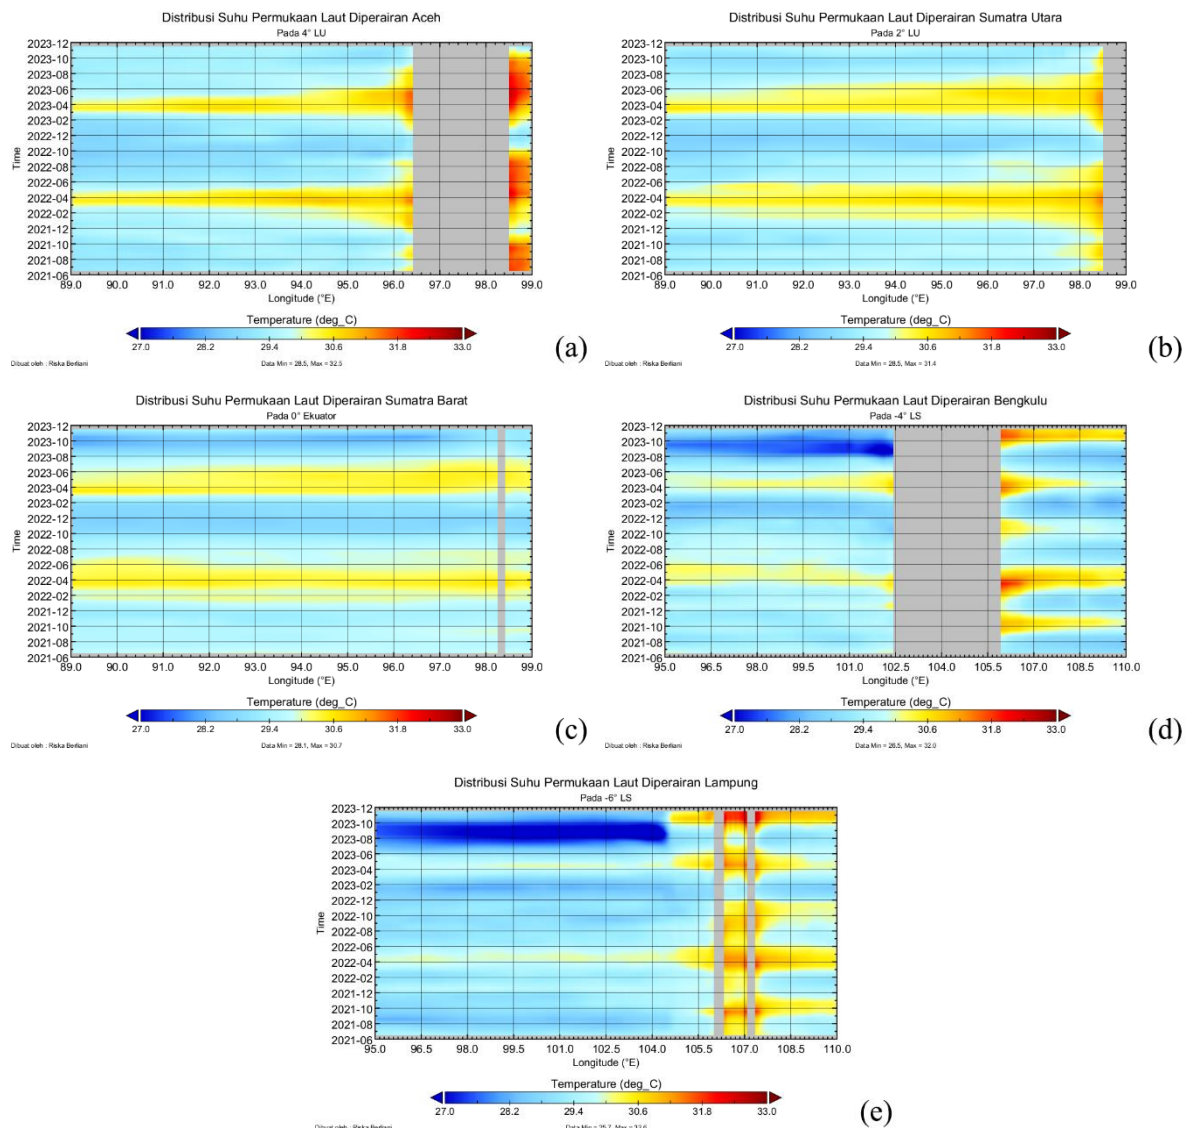 Distribusi Suhu Permukaan Laut Diperairan Aceh
Pada 4° LU
2023-12
2023-10
2023-08
2023-06
2023-04
2023-02
2022-12
2022-10
2022-08
2022-06
2022-04
2022-02
2021-12
2021-10
2021-08
2021-06
Time
89.0 90.0 91.0 92.0 93.0 94.0 95.0 96.0 97.0 98.0 99.0
Longitude (°E)
Temperature (deg_C)
27.0 28.2 29.4 30.6 31.8 33.0
Dibuat oleh : Riska Berliani
Data Min = 28.5, Max = 32.5
(a)
Distribusi Suhu Permukaan Laut Diperairan Sumatra Utara
Pada 2° LU
2023-12
2023-10
2023-08
2023-06
2023-04
2023-02
2022-12
2022-10
2022-08
2022-06
2022-04
2022-02
2021-12
2021-10
2021-08
2021-06
Time
89.0 90.0 91.0 92.0 93.0 94.0 95.0 96.0 97.0 98.0 99.0
Longitude (°E)
Temperature (deg_C)
27.0 28.2 29.4 30.6 31.8 33.0
Dibuat oleh : Riska Berliani
Data Min = 28.5, Max = 31.4
(b)
Distribusi Suhu Permukaan Laut Diperairan Sumatra Barat
Pada 0° Ekuator
2023-12
2023-10
2023-08
2023-06
2023-04
2023-02
2022-12
2022-10
2022-08
2022-06
2022-04
2022-02
2021-12
2021-10
2021-08
2021-06
Time
89.0 90.0 91.0 92.0 93.0 94.0 95.0 96.0 97.0 98.0 99.0
Longitude (°E)
Temperature (deg_C)
27.0 28.2 29.4 30.6 31.8 33.0
Dibuat oleh : Riska Berliani
Data Min = 28.1, Max = 30.7
(c)
Distribusi Suhu Permukaan Laut Diperairan Bengkulu
Pada -4° LS
2023-12
2023-10
2023-08
2023-06
2023-04
2023-02
2022-12
2022-10
2022-08
2022-06
2022-04
2022-02
2021-12
2021-10
2021-08
2021-06
Time
95.0 96.5 98.0 99.5 101.0 102.5 104.0 105.5 107.0 108.5 110.0
Longitude (°E)
Temperature (deg_C)
27.0 28.2 29.4 30.6 31.8 33.0
Dibuat oleh : Riska Berliani
Data Min = 26.5, Max = 32.0
(d)
Distribusi Suhu Permukaan Laut Diperairan Lampung
Pada -6° LS
2023-12
2023-10
2023-08
2023-06
2023-04
2023-02
2022-12
2022-10
2022-08
2022-06
2022-04
2022-02
2021-12
2021-10
2021-08
2021-06
Time
95.0 96.5 98.0 99.5 101.0 102.5 104.0 105.5 107.0 108.5 110.0
Longitude (°E)
Temperature (deg_C)
27.0 28.2 29.4 30.6 31.8 33.0
Dibuat oleh : Riska Berliani
Data Min = 25.7, Max = 33.6
(e)